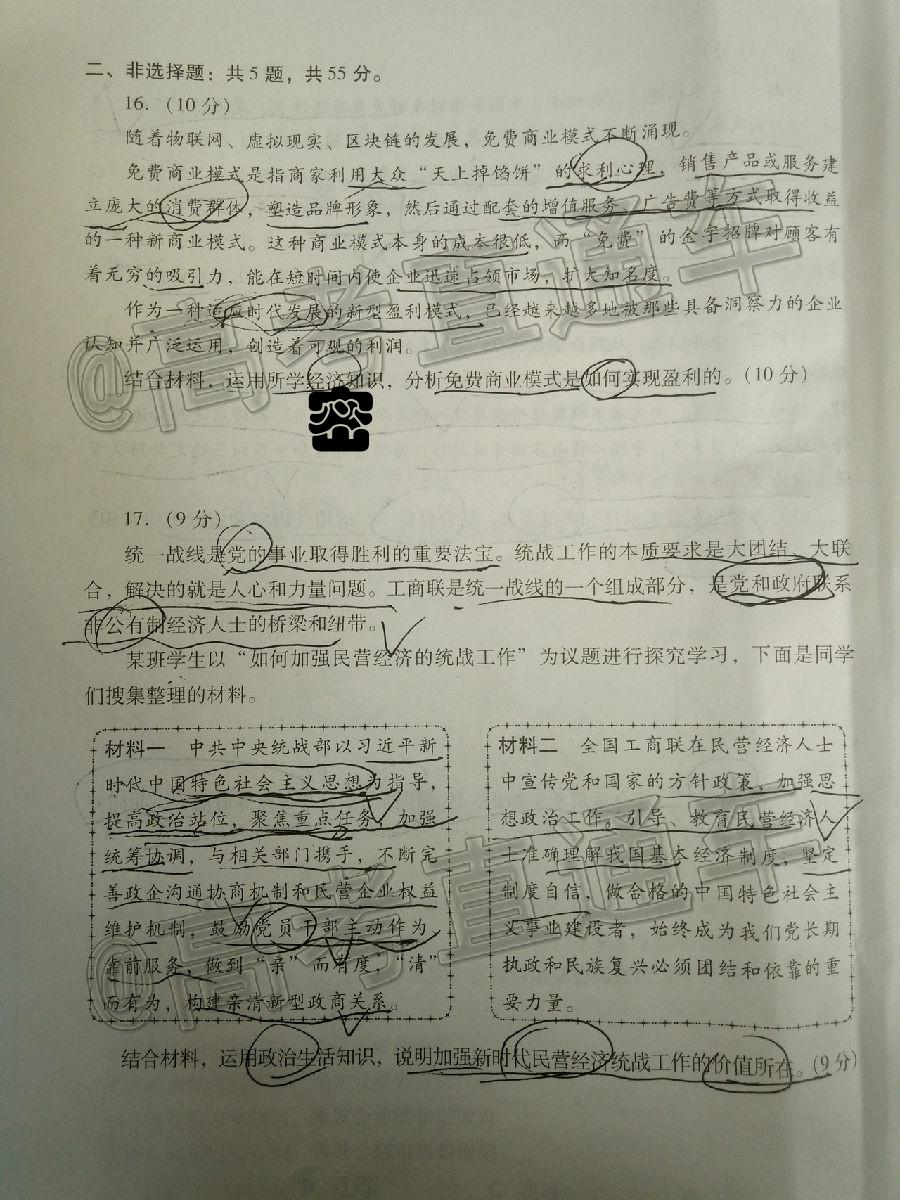 二、非选择题：共5题，共55分。
16.（10分）
随着物联网、虚拟现实、区块链的发展，免费商业模式不断涌现。
免费商业模式是指商家利用大众“天上掉馅饼”的求利心理，销售产品或服务建
立庞大的消费群体，塑造品牌形象，然后通过配套的增值服务、广告费等方式取得收益
的一种新商业模式。这种商业模式本身的成本很低，而“免费”的金字招牌对顾客有
着无穷的吸引力，能在短时间内使企业迅速占领市场，扩大知名度。
作为一种适应时代发展的新型盈利模式，已经越来越多地被那些具备洞察力的企业
认知并广泛运用，创造着可观的利润。
结合材料，运用所学经济知识，分析免费商业模式是如何实现盈利的。（10分）
17.（9分）
统一战线是党的事业取得胜利的重要法宝。统战工作的本质要求是大团结、大联
合，解决的就是人心和力量问题。工商联是统一战线的一个组成部分，是党和政府联系
非公有制经济人士的桥梁和纽带。
某班学生以“如何加强民营经济的统战工作”为议题进行探究学习，下面是同学
们搜集整理的材料。
材料一 中共中央统战部以习近平新
时代中国特色社会主义思想为指导，
提高政治站位，聚焦重点任务，加强
统筹协调，与相关部门携手，不断完
善政企沟通协商机制和民营企业权益
维护机制，鼓励党员干部主动作为
靠前服务，做到“亲”而有度，“清”
而有为，构建亲清新型政商关系。
材料二 全国工商联在民营经济人士
中宣传党和国家的方针政策，加强思
想政治工作，引导、教育民营经济人
士准确理解我国基本经济制度，坚定
制度自信，做合格的中国特色社会主
义事业建设者，始终成为我们党长期
执政和民族复兴必须团结和依靠的重
要力量。
结合材料，运用政治生活知识，说明加强新时代民营经济统战工作的价值所在。（9分）
@高考直通车
@高考直通车